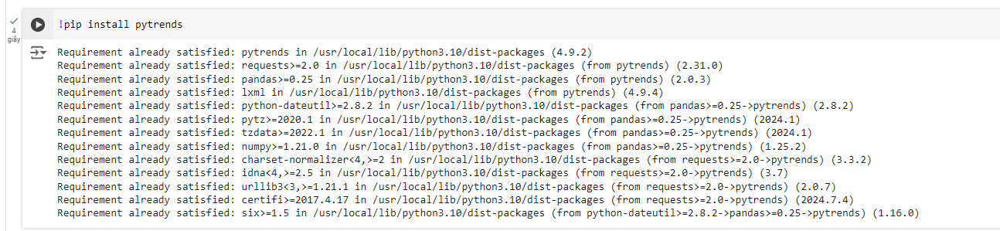 4
giây
!pip install pytrends
Requirement already satisfied: pytrends in /usr/local/lib/python3.10/dist-packages (4.9.2)
Requirement already satisfied: requests>=2.0 in /usr/local/lib/python3.10/dist-packages (from pytrends) (2.31.0)
Requirement already satisfied: pandas>=0.25 in /usr/local/lib/python3.10/dist-packages (from pytrends) (2.0.3)
Requirement already satisfied: lxml in /usr/local/lib/python3.10/dist-packages (from pytrends) (4.9.4)
Requirement already satisfied: python-dateutil>=2.8.2 in /usr/local/lib/python3.10/dist-packages (from pandas>=0.25->pytrends) (2.8.2)
Requirement already satisfied: pytz>=2020.1 in /usr/local/lib/python3.10/dist-packages (from pandas>=0.25->pytrends) (2024.1)
Requirement already satisfied: tzdata>=2022.1 in /usr/local/lib/python3.10/dist-packages (from pandas>=0.25->pytrends) (2024.1)
Requirement already satisfied: numpy>=1.21.0 in /usr/local/lib/python3.10/dist-packages (from pandas>=0.25->pytrends) (1.25.2)
Requirement already satisfied: charset-normalizer<4,>=2 in /usr/local/lib/python3.10/dist-packages (from requests>=2.0->pytrends) (3.3.2)
Requirement already satisfied: idna<4,>=2.5 in /usr/local/lib/python3.10/dist-packages (from requests>=2.0->pytrends) (3.7)
Requirement already satisfied: urllib3<3,>=1.21.1 in /usr/local/lib/python3.10/dist-packages (from requests>=2.0->pytrends) (2.0.7)
Requirement already satisfied: certifi>=2017.4.17 in /usr/local/lib/python3.10/dist-packages (from requests>=2.0->pytrends) (2024.7.4)
Requirement already satisfied: six>=1.5 in /usr/local/lib/python3.10/dist-packages (from python-dateutil>=2.8.2->pandas>=0.25->pytrends) (1.16.0)